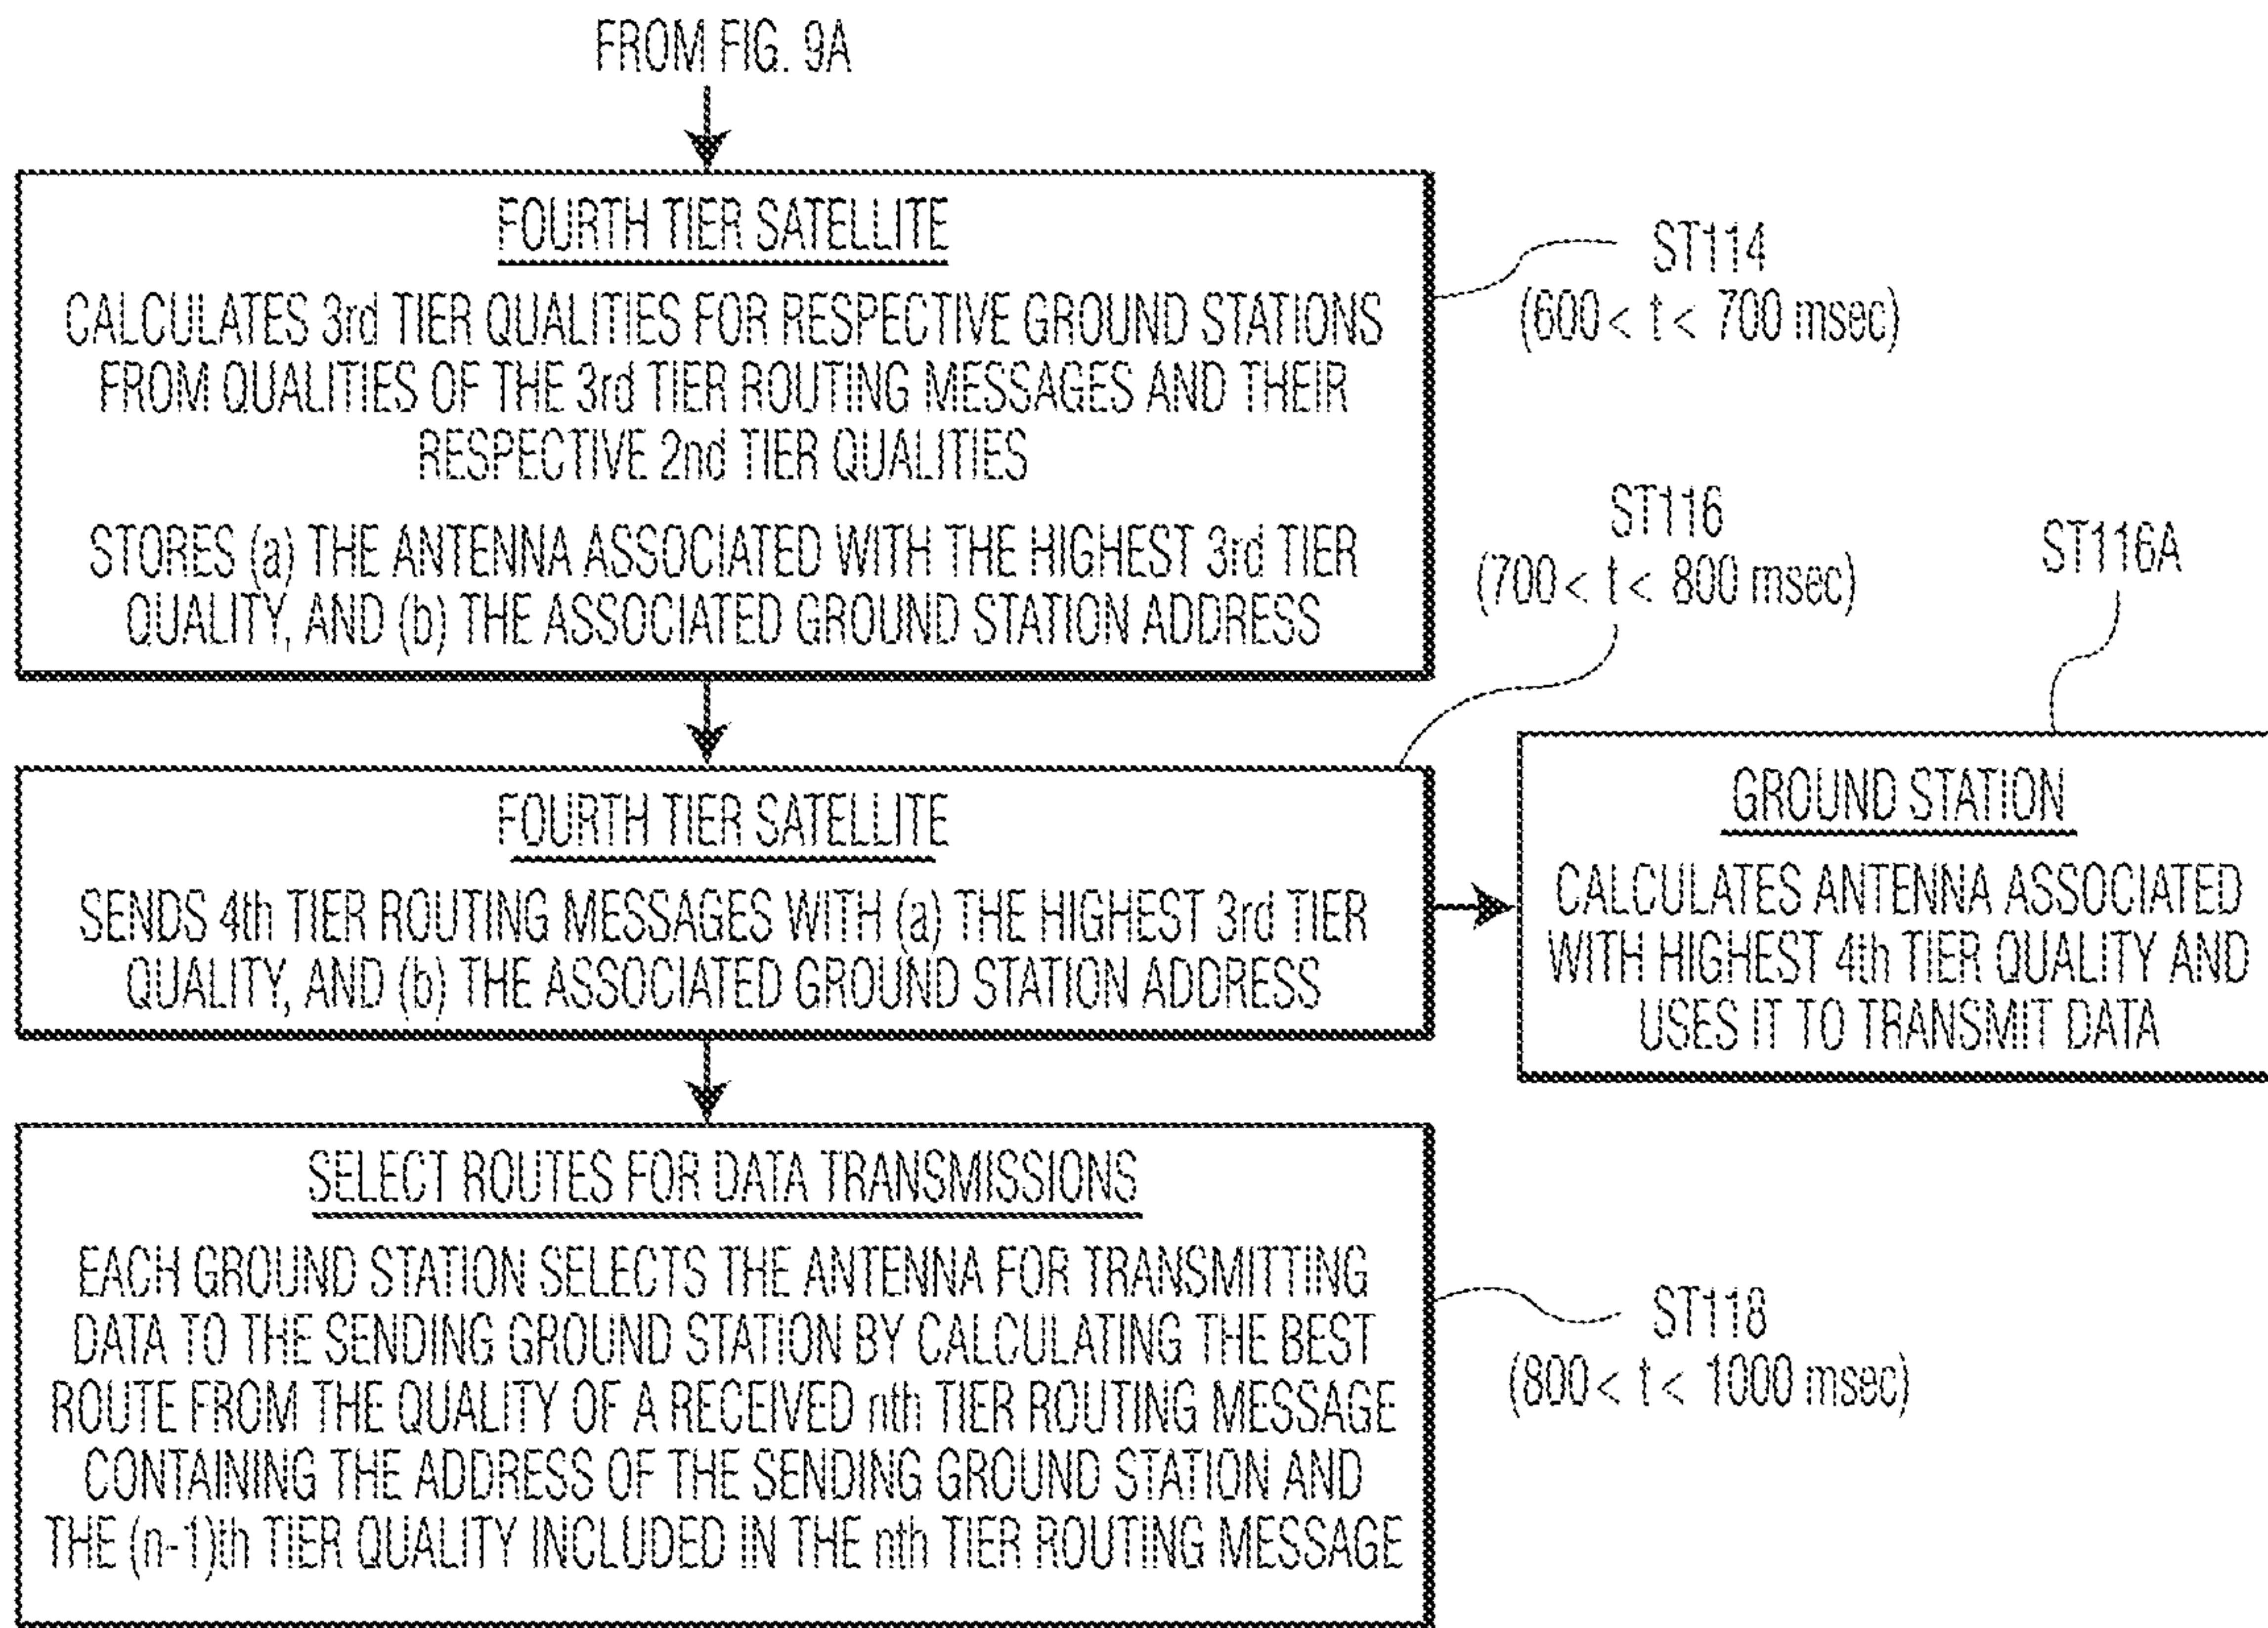 FROM FIG. 9A
FOURTH TIER SATELLITE
CALCULATES 3rd TIER QUALITIES FOR RESPECTIVE GROUND STATIONS
FROM QUALITIES OF THE 3rd TIER ROUTING MESSAGES AND THEIR
RESPECTIVE 2nd TIER QUALITIES
STORES (a) THE ANTENNA ASSOCIATED WITH THE HIGHEST 3rd TIER
QUALITY, AND (b) THE ASSOCIATED GROUND STATION ADDRESS
ST114
(600 < t < 700 msec)
ST116
(700 < t < 800 msec)
ST116A
FOURTH TIER SATELLITE
SENDS 4th TIER ROUTING MESSAGES WITH (a) THE HIGHEST 3rd TIER
QUALITY, AND (b) THE ASSOCIATED GROUND STATION ADDRESS
GROUND STATION
CALCULATES ANTENNA ASSOCIATED
WITH HIGHEST 4th TIER QUALITY AND
USES IT TO TRANSMIT DATA
SELECT ROUTES FOR DATA TRANSMISSIONS
EACH GROUND STATION SELECTS THE ANTENNA FOR TRANSMITTING
DATA TO THE SENDING GROUND STATION BY CALCULATING THE BEST
ROUTE FROM THE QUALITY OF A RECEIVED nth TIER ROUTING MESSAGE
CONTAINING THE ADDRESS OF THE SENDING GROUND STATION AND
THE (n-1)th TIER QUALITY INCLUDED IN THE nth TIER ROUTING MESSAGE
ST118
(800 < t < 1000 msec)